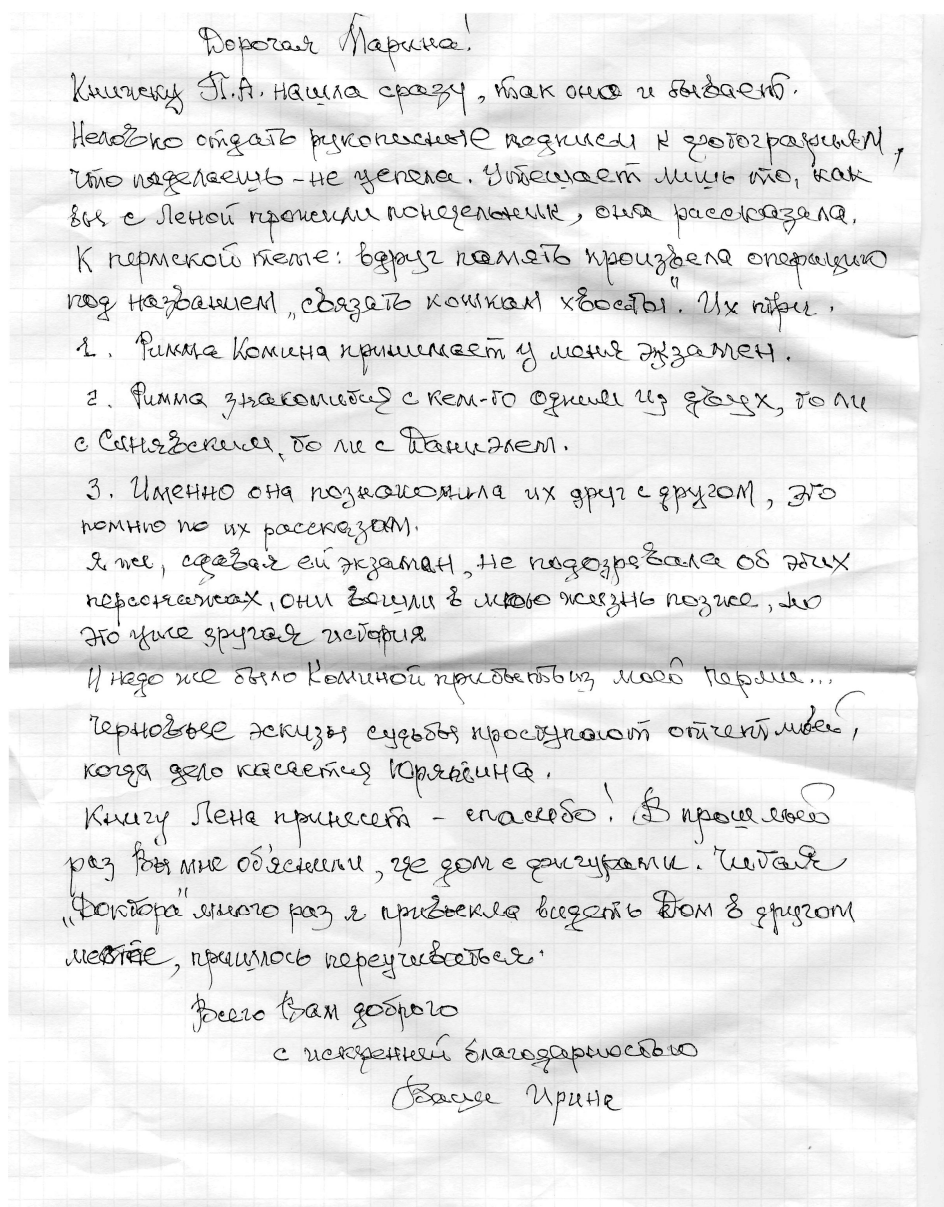 Дорогая Марина!
Книжку П.А. нашла сразу, так оно и бывает.
Неловко отдать рукописные подписи к фотографиям,
что поделаешь - не успела. Утешает лишь то, как
вы с Леной прожили понедельник, она рассказала.
К пермской теме: вдруг память произвела операцию
под названием „связать кошкам хвосты". Их три.
1. Римма Комина принимает у меня экзамен.
2. Римма знакомится с кем-то одним из двух, то ли
с Синявским, то ли с Даниэлем.
3. Именно она познакомила их друг с другом, это
помню по их рассказам.
Я же, сдавая ей экзамен, не подозревала об этих
персонажах, они вошли в мою жизнь позже, но
это уже другая история
И надо же было Коминой прибыть из моей Перми...
Черновые эскизы судьбы проступают отчетливей,
когда дело касается Юрятина.
Книгу Лена принесет - спасибо! В прошлый
раз Вы мне объяснили, где дом с фигурами. Читая
„Доктора" много раз я привыкла видеть Дом в другом
месте, пришлось переучиваться.
Всего Вам доброго
с искренней благодарностью
Ваша Ирина